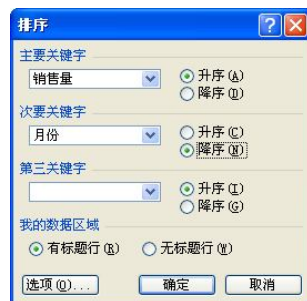 排序
主要关键字
销售量
升序(A)
降序(D)
次要关键字
月份
升序(C)
降序(N)
第三关键字
升序(I)
降序(G)
我的数据区域
有标题行(R) 无标题行(W)
选项(O)... 确定 取消